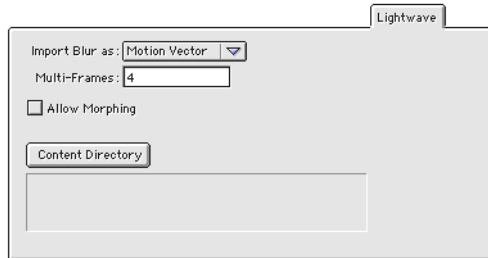 Lightwave
Import Blur as: Motion Vector
Multi-Frames: 4
Allow Morphing
Content Directory